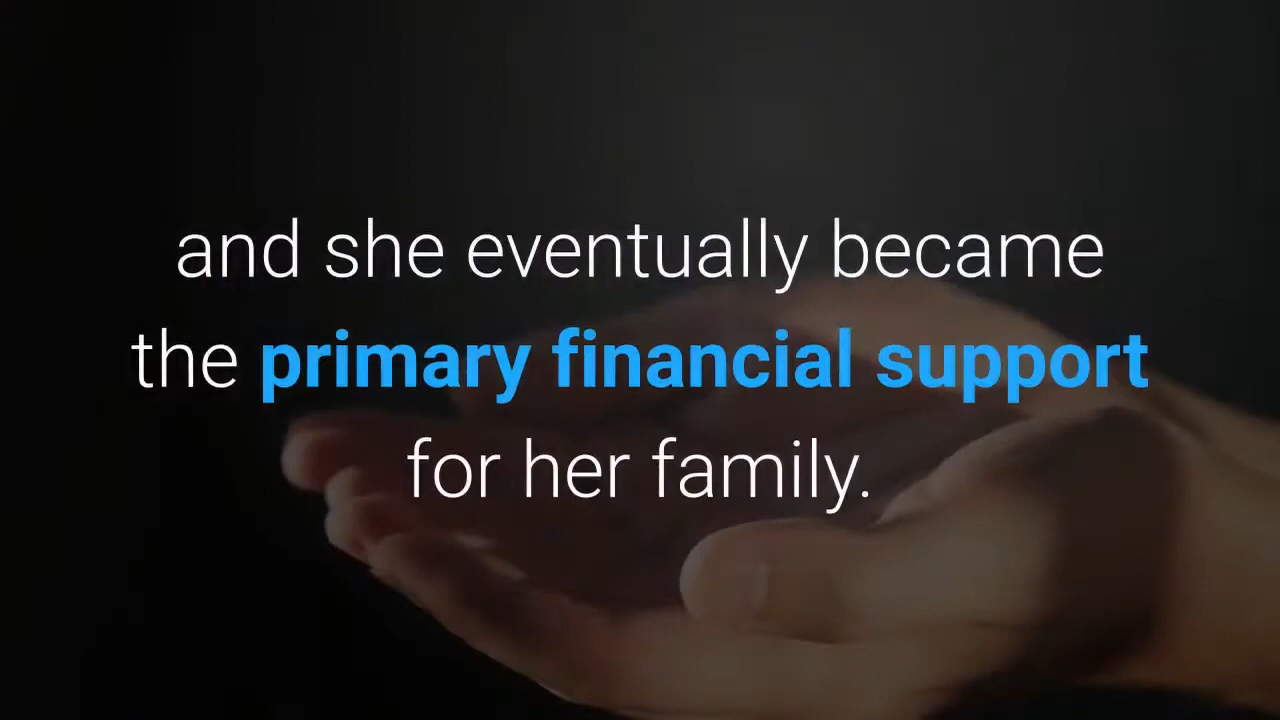 and she eventually became
the primary financial support
for her family.